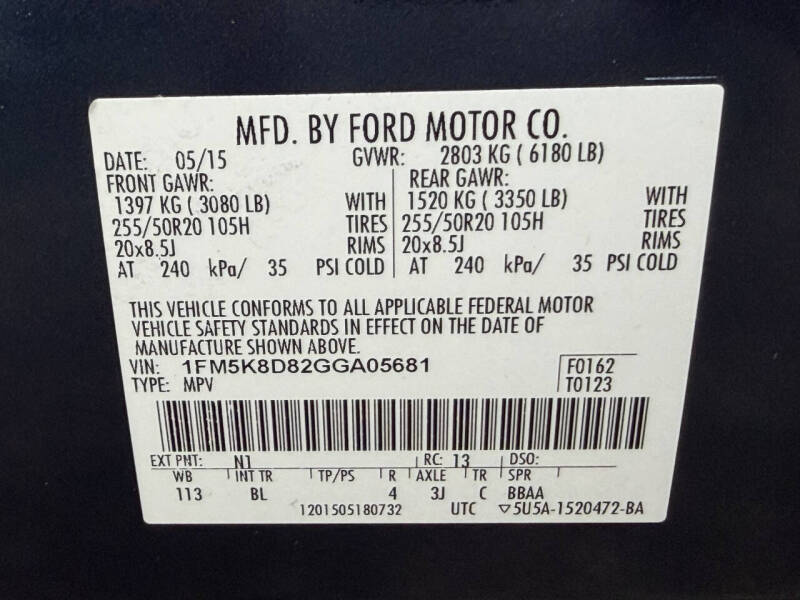 MFD. BY FORD MOTOR CO.
DATE: 05/15 GVWR: 2803 KG ( 6180 LB)
FRONT GAWR: REAR GAWR:
1397 KG ( 3080 LB) WITH 1520 KG ( 3350 LB) WITH
255/50R20 105H TIRES 255/50R20 105H TIRES
20x8.5J RIMS 20x8.5J RIMS
AT 240 kPa/ 35 PSI COLD AT 240 kPa/ 35 PSI COLD
THIS VEHICLE CONFORMS TO ALL APPLICABLE FEDERAL MOTOR
VEHICLE SAFETY STANDARDS IN EFFECT ON THE DATE OF
MANUFACTURE SHOWN ABOVE.
VIN: 1FM5K8D82GGA05681 F0162
TYPE: MPV T0123
EXT PNT: N1 RC: 13 DSO:
WB INT TR TP/PS R AXLE TR SPR
113 BL 4 3J C BBAA
1201505180732 UTC ▽5U5A-1520472-BA